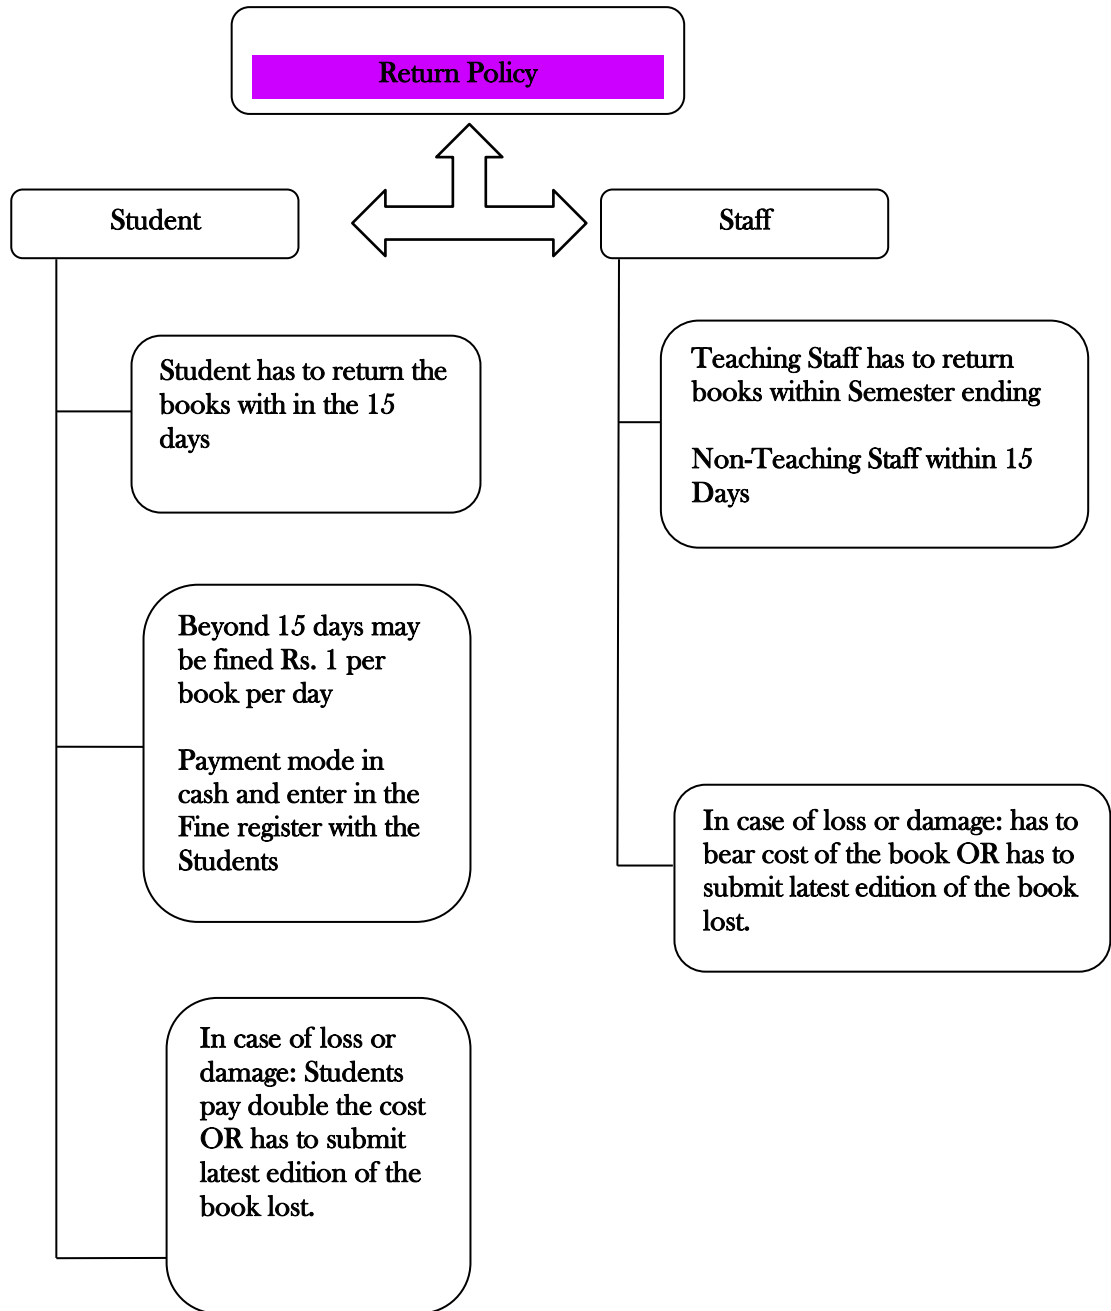 Return Policy
Student
Staff
Student has to return the
books with in the 15
days
Beyond 15 days may
be fined Rs. 1 per
book per day
Payment mode in
cash and enter in the
Fine register with the
Students
In case of loss or
damage: Students
pay double the cost
OR has to submit
latest edition of the
book lost.
Teaching Staff has to return
books within Semester ending
Non-Teaching Staff within 15
Days
In case of loss or damage: has to
bear cost of the book OR has to
submit latest edition of the book
lost.